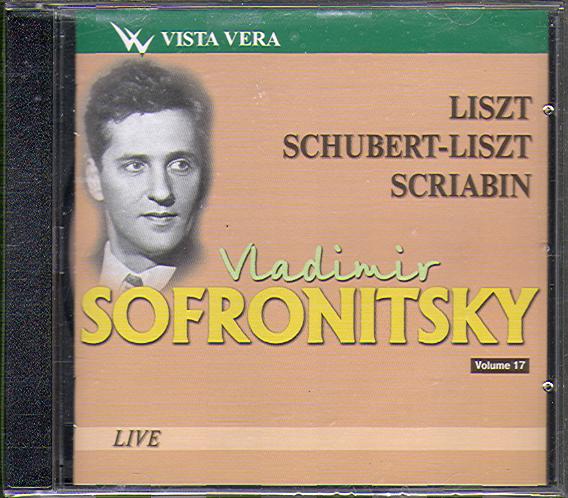 VISTA VERA
LISZT
SCHUBERT-LISZT
SCRIABIN
Vladimir
SOFRONITSKY
Volume 17
LIVE